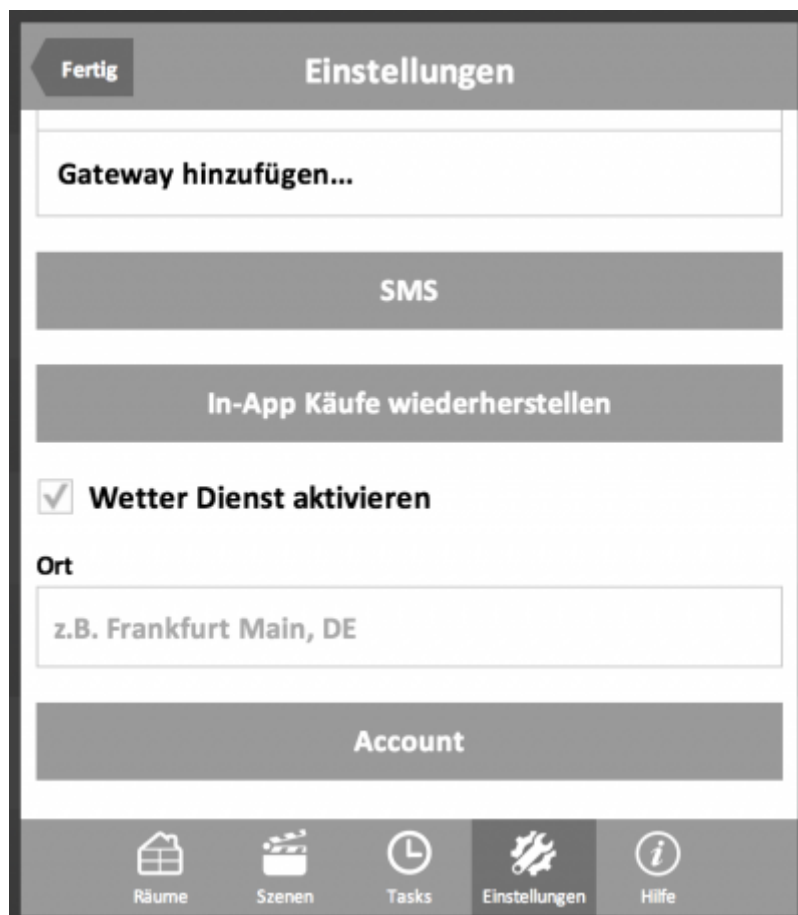 Fertig
Einstellungen
Gateway hinzufügen...
SMS
In-App Käufe wiederherstellen
Wetter Dienst aktivieren
Ort
z.B. Frankfurt Main, DE
Account
Räume Szenen Tasks Einstellungen Hilfe